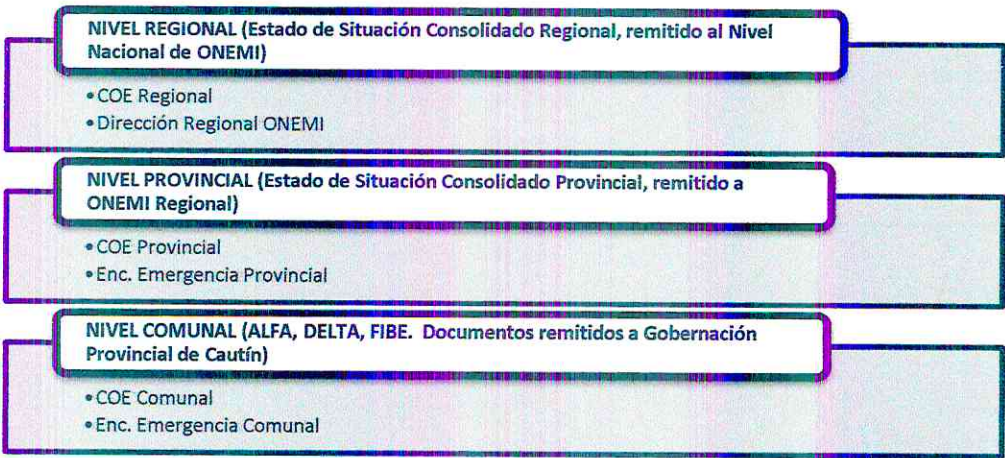 NIVEL REGIONAL (Estado de Situación Consolidado Regional, remitido al Nivel
Nacional de ONEMI)
• COE Regional
• Dirección Regional ONEMI
NIVEL PROVINCIAL (Estado de Situación Consolidado Provincial, remitido a
ONEMI Regional)
• COE Provincial
• Enc. Emergencia Provincial
NIVEL COMUNAL (ALFA, DELTA, FIBE. Documentos remitidos a Gobernación
Provincial de Cautín)
• COE Comunal
• Enc. Emergencia Comunal